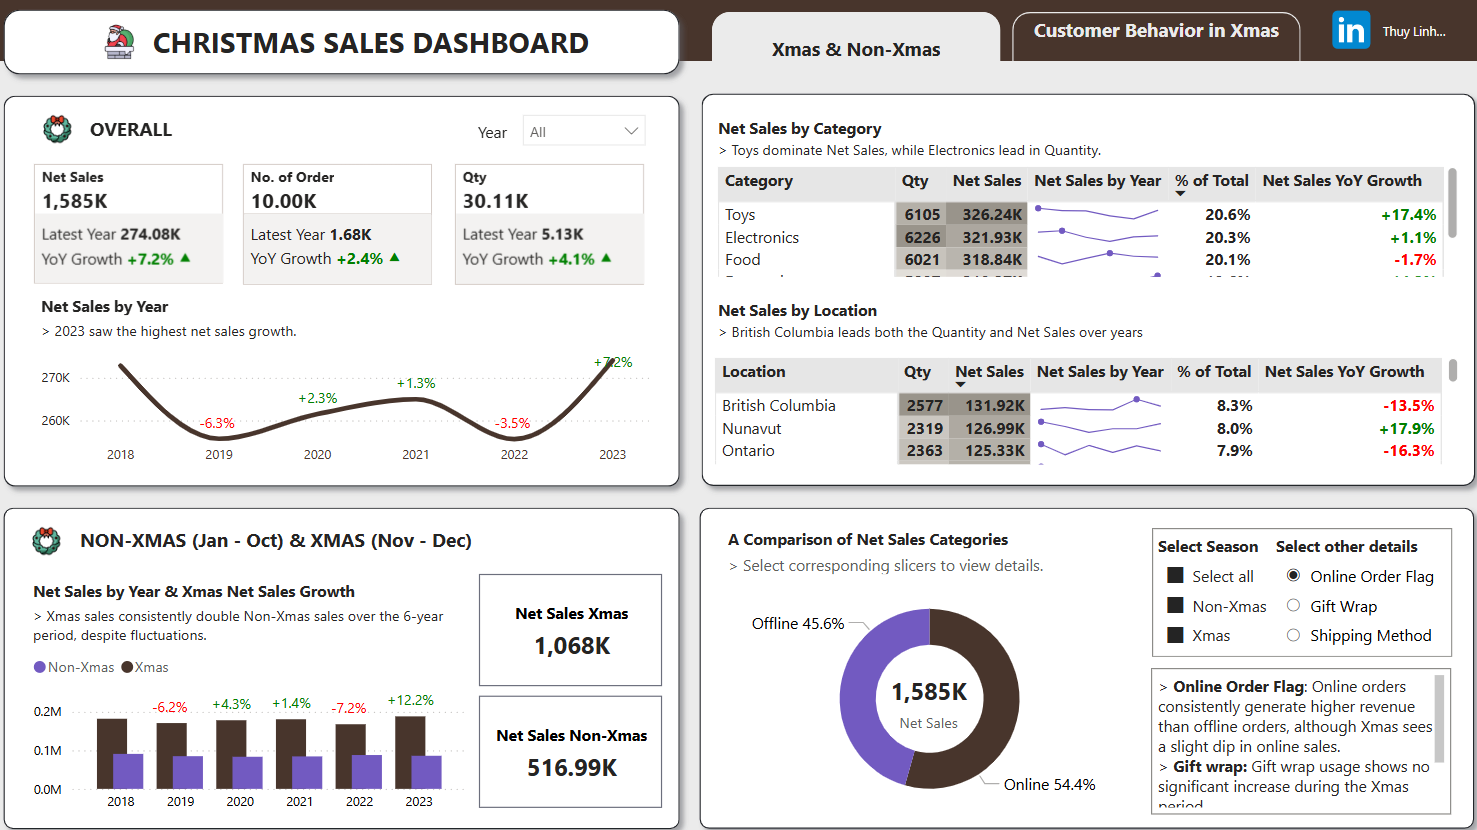 CHRISTMAS SALES DASHBOARD
Xmas & Non-Xmas
Customer Behavior in Xmas
in
Thuy Linh...
OVERALL
Year
All
Net Sales
1,585K
Latest Year 274.08K
YoY Growth +7.2% ▲
No. of Order
10.00K
Latest Year 1.68K
YoY Growth +2.4% ▲
Qty
30.11K
Latest Year 5.13K
YoY Growth +4.1% ▲
Net Sales by Year
> 2023 saw the highest net sales growth.
270K
260K
-6.3%
+2.3%
+1.3%
-3.5%
+7.2%
2018 2019 2020 2021 2022 2023
Net Sales by Category
> Toys dominate Net Sales, while Electronics lead in Quantity.
Category Qty Net Sales Net Sales by Year % of Total Net Sales YoY Growth
Toys 6105 326.24K 20.6% +17.4%
Electronics 6226 321.93K 20.3% +1.1%
Food 6021 318.84K 20.1% -1.7%
Net Sales by Location
> British Columbia leads both the Quantity and Net Sales over years
Location Qty Net Sales Net Sales by Year % of Total Net Sales YoY Growth
British Columbia 2577 131.92K 8.3% -13.5%
Nunavut 2319 126.99K 8.0% +17.9%
Ontario 2363 125.33K 7.9% -16.3%
NON-XMAS (Jan - Oct) & XMAS (Nov - Dec)
Net Sales by Year & Xmas Net Sales Growth
> Xmas sales consistently double Non-Xmas sales over the 6-year
period, despite fluctuations.
Non-Xmas Xmas
0.2M
0.1M
0.0M
-6.2%
+4.3%
+1.4%
-7.2%
+12.2%
2018 2019 2020 2021 2022 2023
Net Sales Xmas
1,068K
Net Sales Non-Xmas
516.99K
A Comparison of Net Sales Categories
> Select corresponding slicers to view details.
Offline 45.6%
1,585K
Net Sales
Online 54.4%
Select Season
Select all
Non-Xmas
Xmas
Select other details
Online Order Flag
Gift Wrap
Shipping Method
> Online Order Flag: Online orders
consistently generate higher revenue
than offline orders, although Xmas sees
a slight dip in online sales.
> Gift wrap: Gift wrap usage shows no
significant increase during the Xmas
period